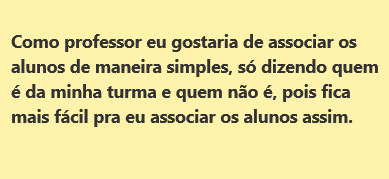 Como professor eu gostaria de associar os
alunos de maneira simples, só dizendo quem
é da minha turma e quem não é, pois fica
mais fácil pra eu associar os alunos assim.